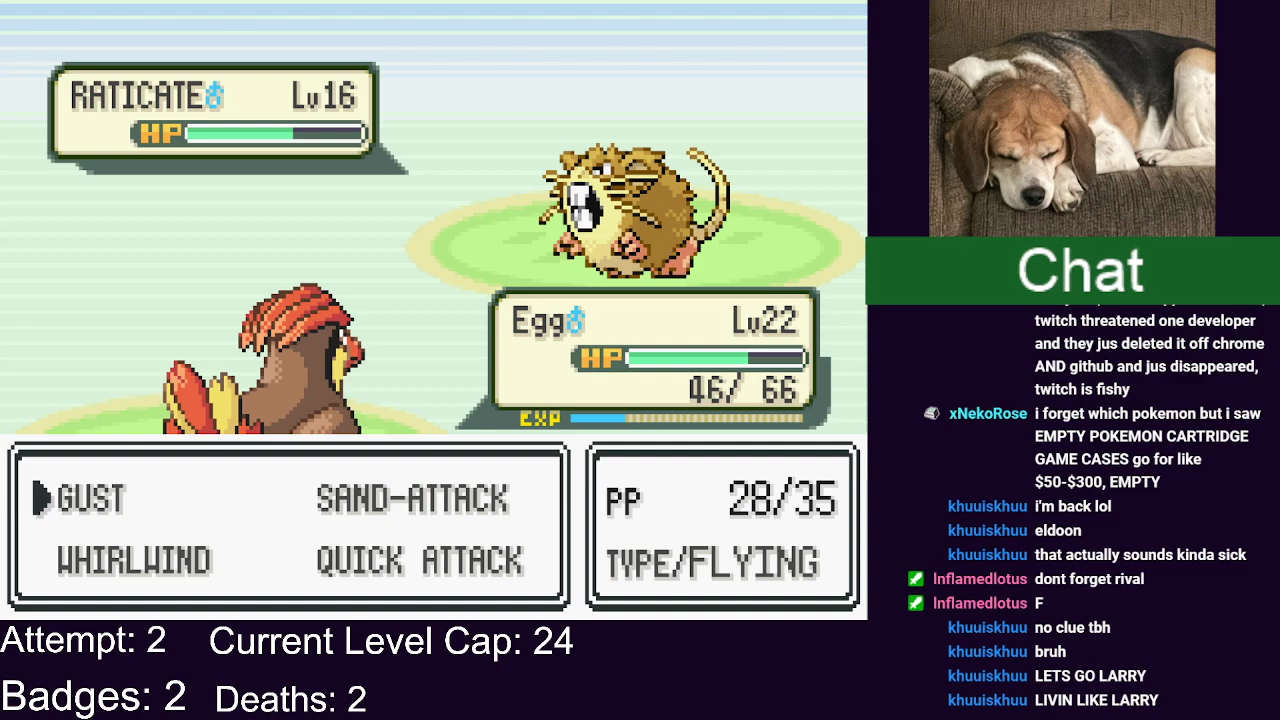 RATICATE♂ Lv16
HP
Egg♂ Lv22
HP
46/ 66
EXP
GUST SAND-ATTACK
WHIRLWIND QUICK ATTACK
PP 28/35
TYPE/FLYING
Attempt: 2 Current Level Cap: 24
Badges: 2 Deaths: 2
Chat
twitch threatened one developer
and they jus deleted it off chrome
AND github and jus disappeared,
twitch is fishy
xNekoRose i forget which pokemon but i saw
EMPTY POKEMON CARTRIDGE
GAME CASES go for like
$50-$300, EMPTY
khuuiskhuu i'm back lol
khuuiskhuu eldoon
khuuiskhuu that actually sounds kinda sick
Inflamedlotus dont forget rival
Inflamedlotus F
khuuiskhuu no clue tbh
khuuiskhuu bruh
khuuiskhuu LETS GO LARRY
khuuiskhuu LIVIN LIKE LARRY